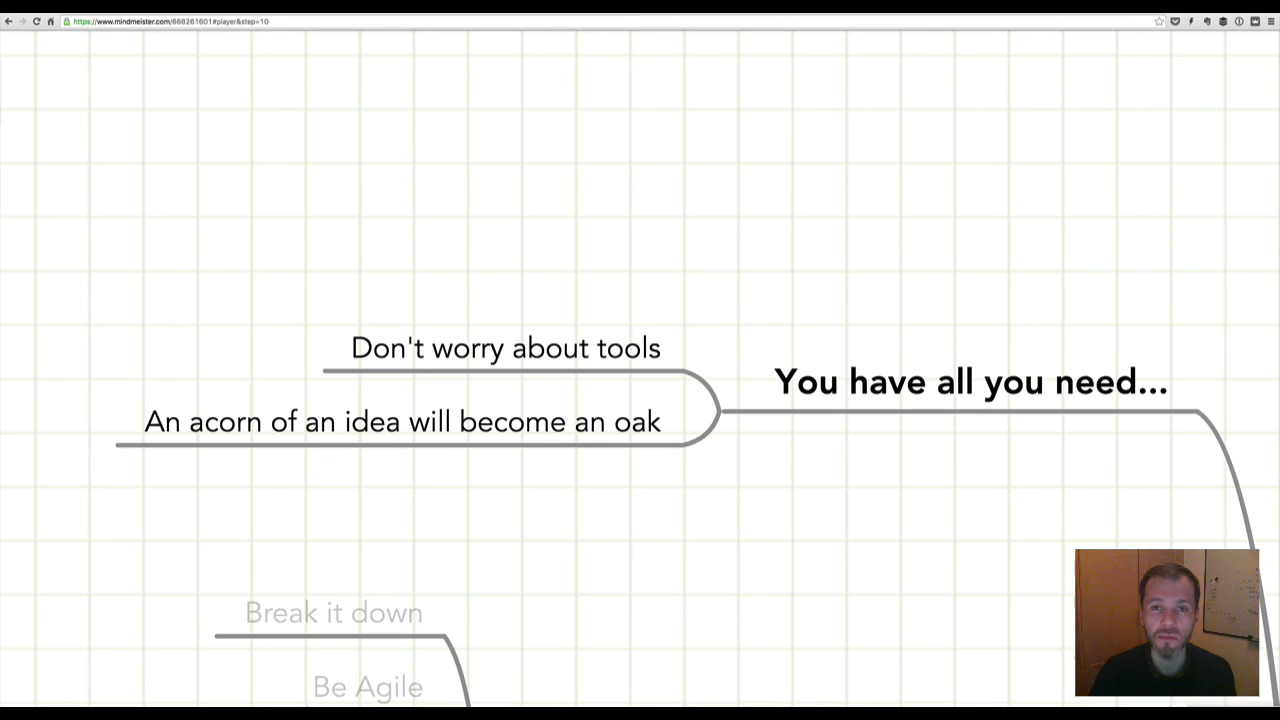 https://www.mindmeister.com/668261601#player&step=10
Don't worry about tools
You have all you need...
An acorn of an idea will become an oak
Break it down
Be Agile